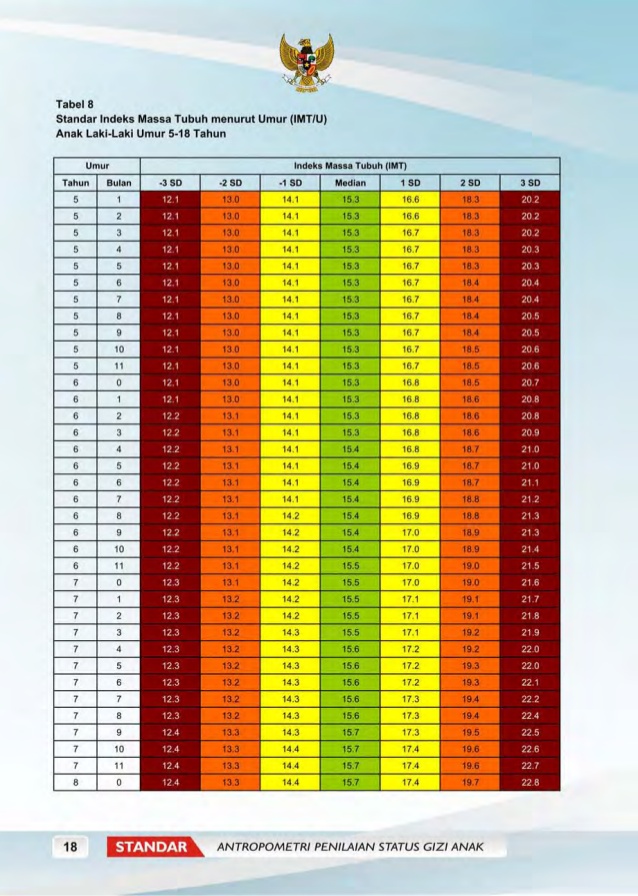 Tabel 8
Standar Indeks Massa Tubuh menurut Umur (IMT/U)
Anak Laki-Laki Umur 5-18 Tahun
Umur Indeks Massa Tubuh (IMT)
Tahun Bulan -3 SD -2 SD -1 SD Median 1 SD 2 SD 3 SD
5 1 12.1 13.0 14.1 15.3 16.6 18.3 20.2
5 2 12.1 13.0 14.1 15.3 16.6 18.3 20.2
5 3 12.1 13.0 14.1 15.3 16.7 18.3 20.2
5 4 12.1 13.0 14.1 15.3 16.7 18.3 20.3
5 5 12.1 13.0 14.1 15.3 16.7 18.3 20.3
5 6 12.1 13.0 14.1 15.3 16.7 18.4 20.4
5 7 12.1 13.0 14.1 15.3 16.7 18.4 20.4
5 8 12.1 13.0 14.1 15.3 16.7 18.4 20.5
5 9 12.1 13.0 14.1 15.3 16.7 18.4 20.5
5 10 12.1 13.0 14.1 15.3 16.7 18.5 20.6
5 11 12.1 13.0 14.1 15.3 16.7 18.5 20.6
6 0 12.1 13.0 14.1 15.3 16.8 18.5 20.7
6 1 12.1 13.0 14.1 15.3 16.8 18.6 20.8
6 2 12.2 13.1 14.1 15.3 16.8 18.6 20.8
6 3 12.2 13.1 14.1 15.3 16.8 18.6 20.9
6 4 12.2 13.1 14.1 15.4 16.8 18.7 21.0
6 5 12.2 13.1 14.1 15.4 16.9 18.7 21.0
6 6 12.2 13.1 14.1 15.4 16.9 18.7 21.1
6 7 12.2 13.1 14.1 15.4 16.9 18.8 21.2
6 8 12.2 13.1 14.2 15.4 16.9 18.8 21.3
6 9 12.2 13.1 14.2 15.4 17.0 18.9 21.3
6 10 12.2 13.1 14.2 15.4 17.0 18.9 21.4
6 11 12.2 13.1 14.2 15.5 17.0 19.0 21.5
7 0 12.3 13.1 14.2 15.5 17.0 19.0 21.6
7 1 12.3 13.2 14.2 15.5 17.1 19.1 21.7
7 2 12.3 13.2 14.2 15.5 17.1 19.1 21.8
7 3 12.3 13.2 14.3 15.5 17.1 19.2 21.9
7 4 12.3 13.2 14.3 15.6 17.2 19.2 22.0
7 5 12.3 13.2 14.3 15.6 17.2 19.3 22.0
7 6 12.3 13.2 14.3 15.6 17.2 19.3 22.1
7 7 12.3 13.2 14.3 15.6 17.3 19.4 22.2
7 8 12.3 13.2 14.3 15.6 17.3 19.4 22.4
7 9 12.4 13.3 14.3 15.7 17.3 19.5 22.5
7 10 12.4 13.3 14.4 15.7 17.4 19.6 22.6
7 11 12.4 13.3 14.4 15.7 17.4 19.6 22.7
8 0 12.4 13.3 14.4 15.7 17.4 19.7 22.8
18 STANDAR ANTROPOMETRI PENILAIAN STATUS GIZI ANAK